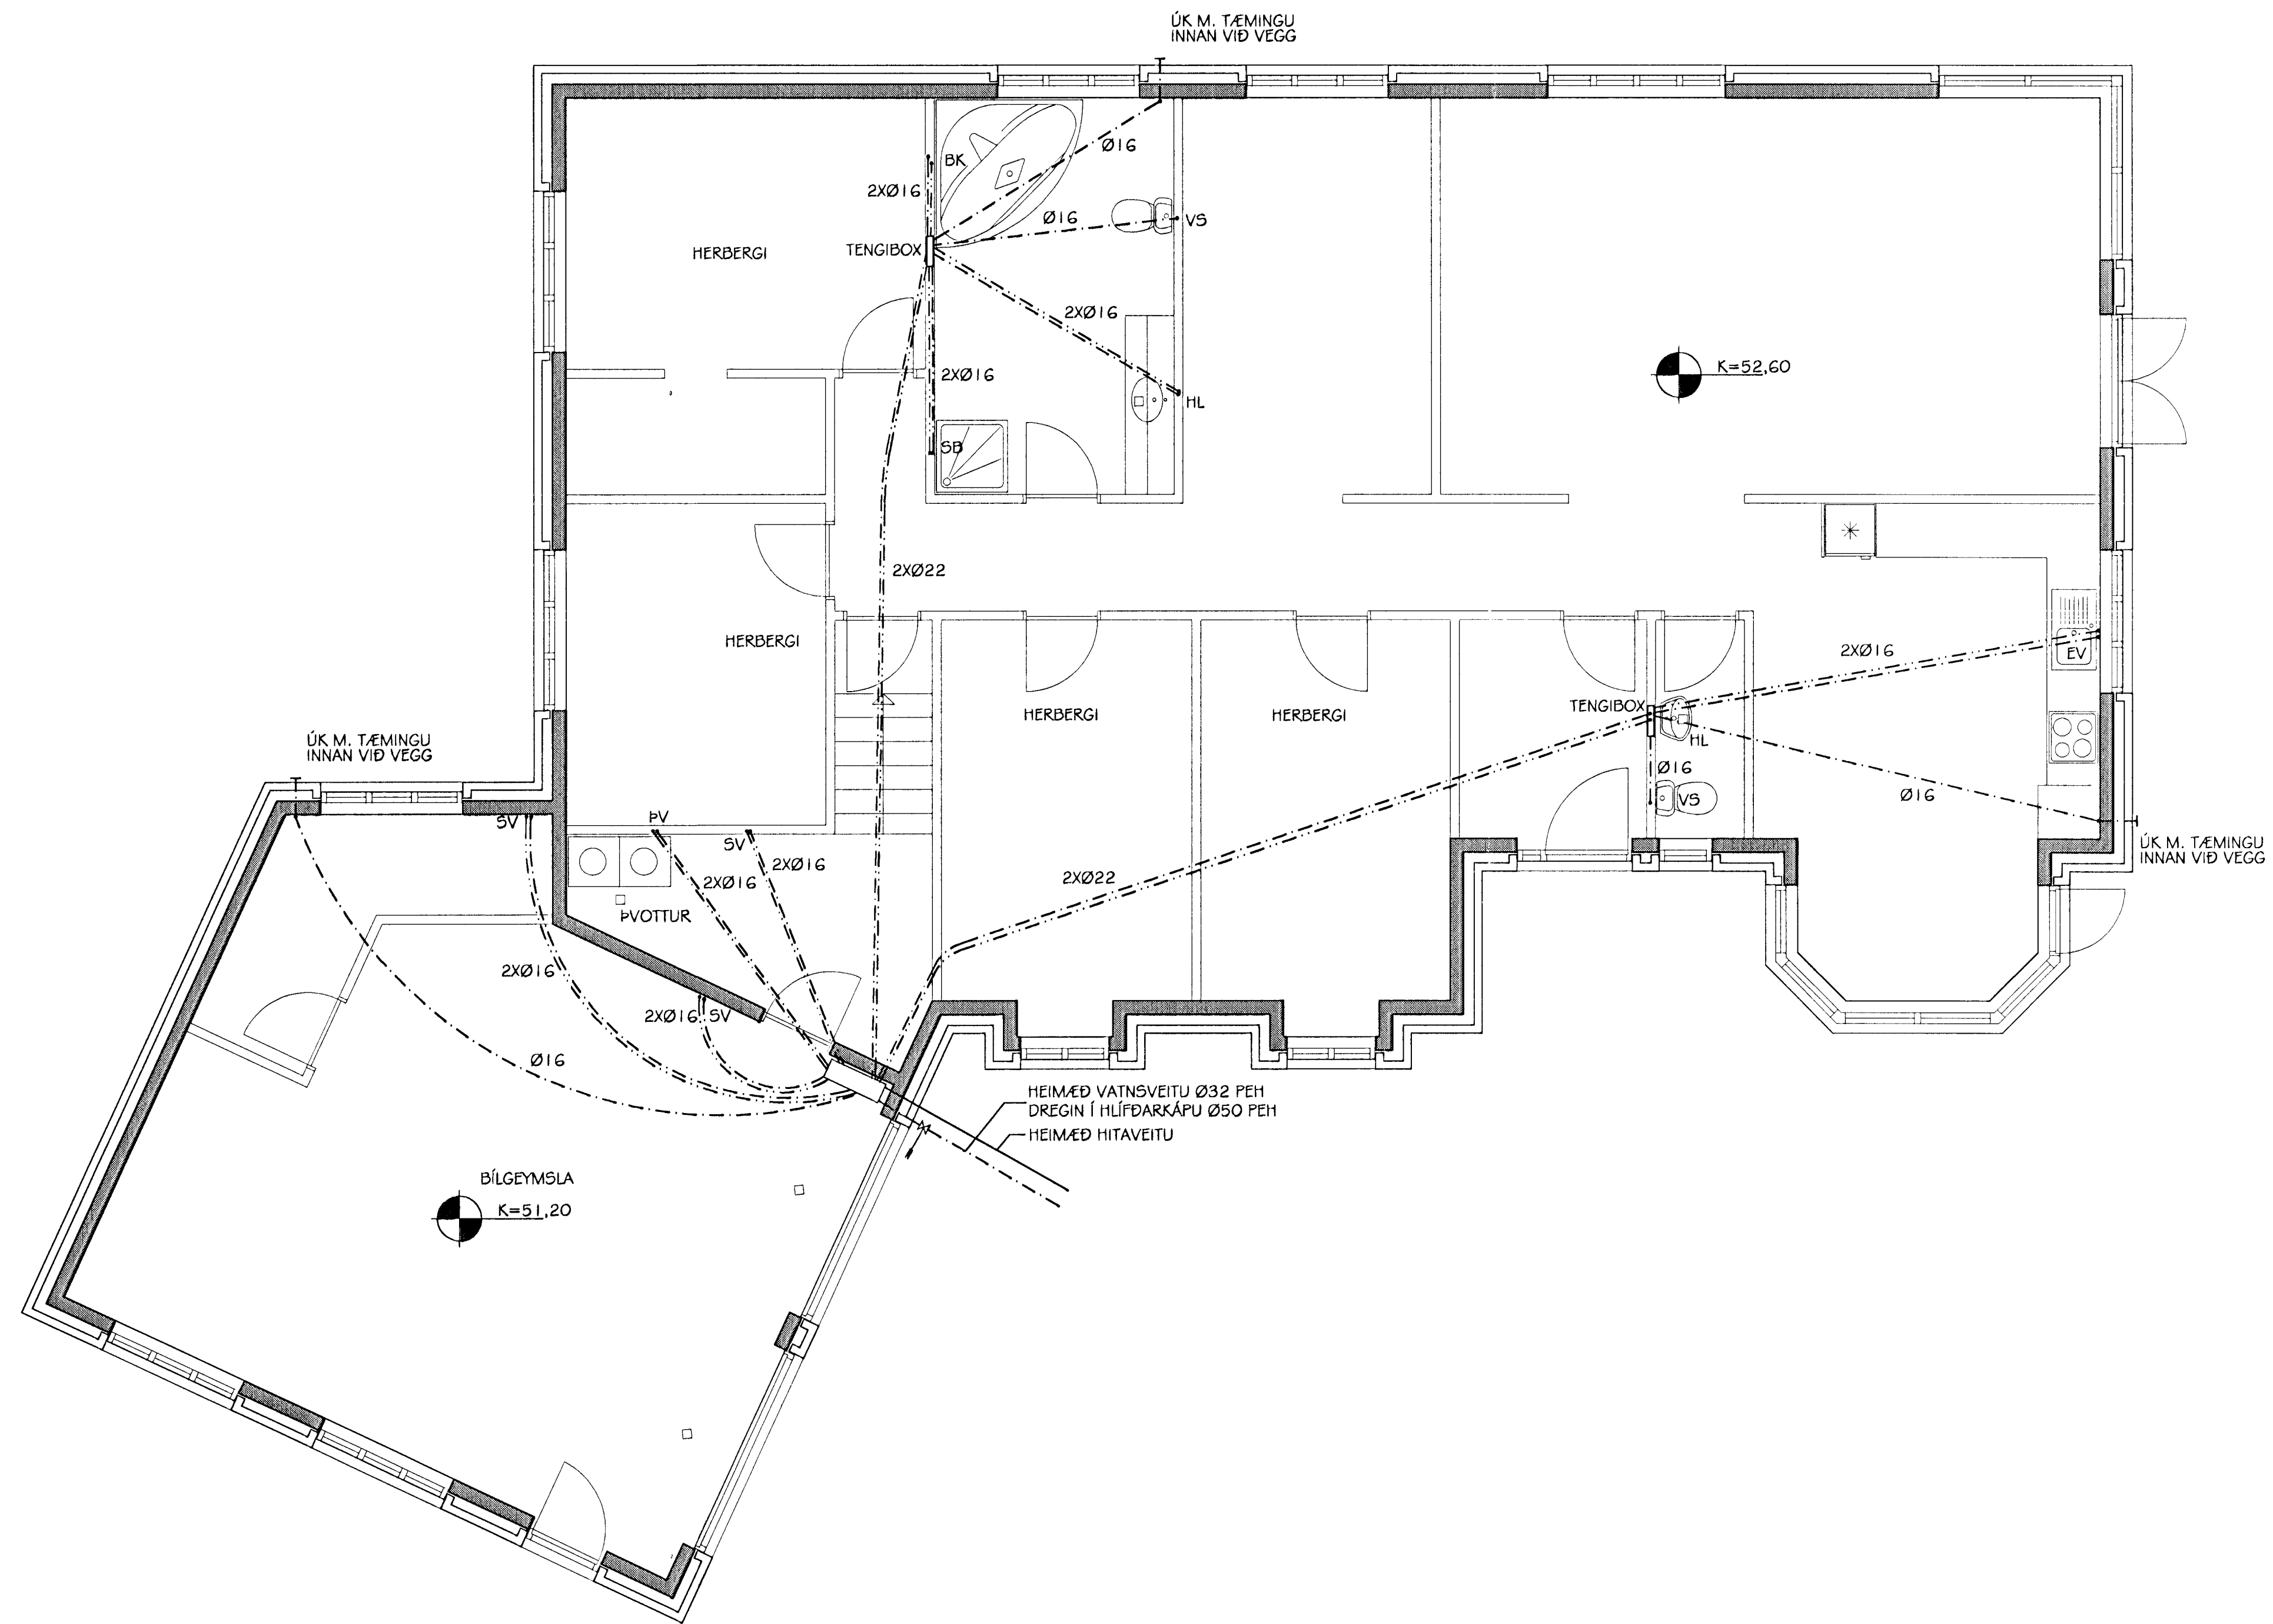 ÚK M. TÆMINGU
INNAN VIÐ VEGG
BK
Ø16
2XØ16
Ø16
VS
HERBERGI
TENGIBOX
2XØ16
K=52,60
2XØ16
HL
SB
2XØ22
HERBERGI
2XØ16
EV
HERBERGI
HERBERGI
TENGIBOX
HL
ÚK M. TÆMINGU
INNAN VIÐ VEGG
Ø16
VS
Ø16
SV
ÞV
SV
2XØ16
2XØ16
ÚK M. TÆMINGU
INNAN VIÐ VEGG
2XØ22
ÞVOTTUR
2XØ16
2XØ16
SV
Ø16
HEIMÆÐ VATNSVEITU Ø32 PEH
DREGIN Í HLÍFÐARKÁPU Ø50 PEH
HEIMÆÐ HITAVEITU
BÍLGEYMSLA
K=51,20